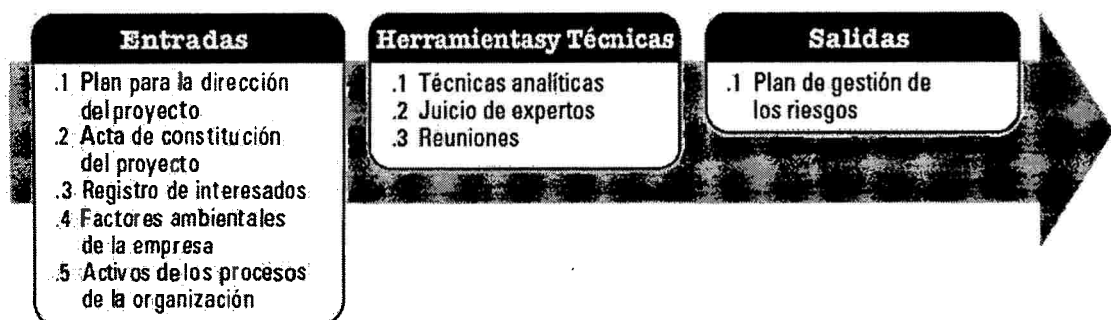 Entradas
.1 Plan para la dirección
del proyecto
.2 Acta de constitución
del proyecto
.3 Registro de interesados
.4 Factores ambientales
de la empresa
.5 Activos de los procesos
de la organización
Herramientas y Técnicas
.1 Técnicas analíticas
.2 Juicio de expertos
.3 Reuniones
Salidas
.1 Plan de gestión de
los riesgos